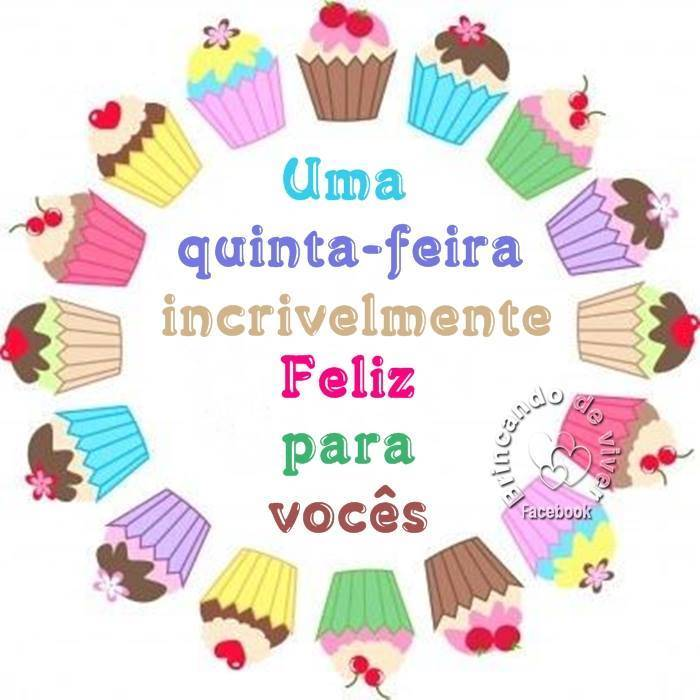 Uma
quinta-feira
incrivelmente
Feliz
para
vocês
Brincando de viver
Facebook